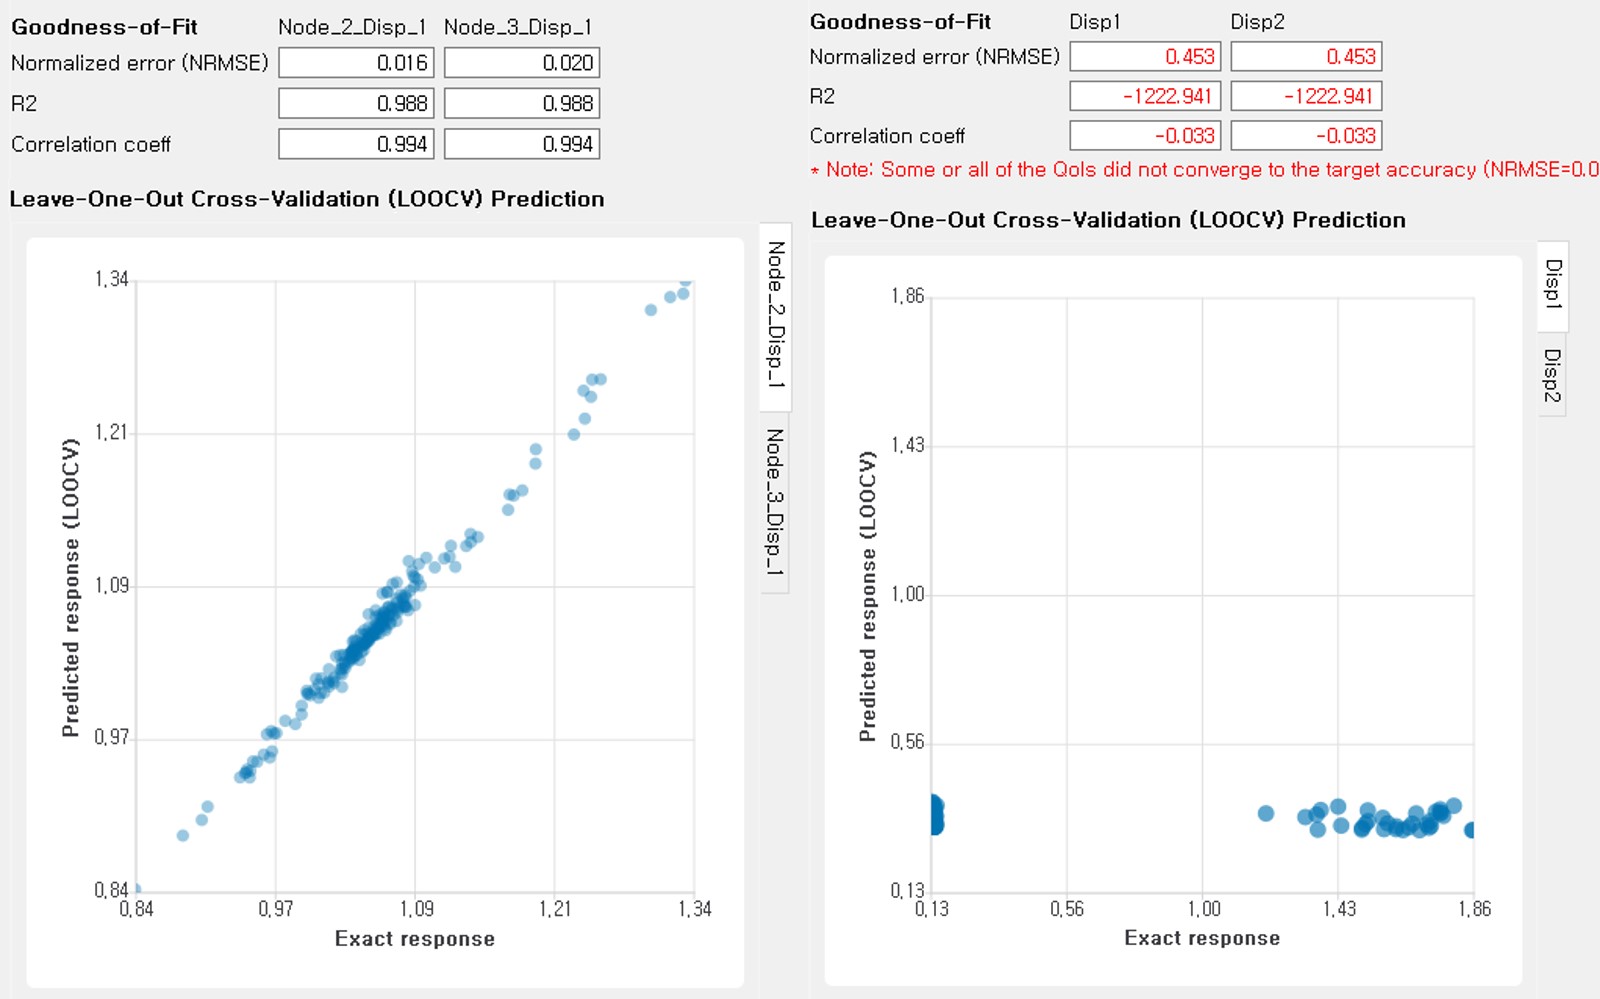 Goodness-of-Fit Node_2_Disp_1 Node_3_Disp_1
Normalized error (NRMSE) 0.016 0.020
R2 0.988 0.988
Correlation coeff 0.994 0.994
Leave-One-Out Cross-Validation (LOOCV) Prediction
Node_2_Disp_1
Node_3_Disp_1
Predicted response (LOOCV)
1,34
1,21
1,09
0,97
0,84
0,84 0,97 1,09 1,21 1,34
Exact response
Goodness-of-Fit Disp1 Disp2
Normalized error (NRMSE) 0.453 0.453
R2 -1222.941 -1222.941
Correlation coeff -0.033 -0.033
* Note: Some or all of the QoIs did not converge to the target accuracy (NRMSE=0.0
Leave-One-Out Cross-Validation (LOOCV) Prediction
Disp1
Disp2
Predicted response (LOOCV)
1,86
1,43
1,00
0,56
0,13
0,13 0,56 1,00 1,43 1,86
Exact response